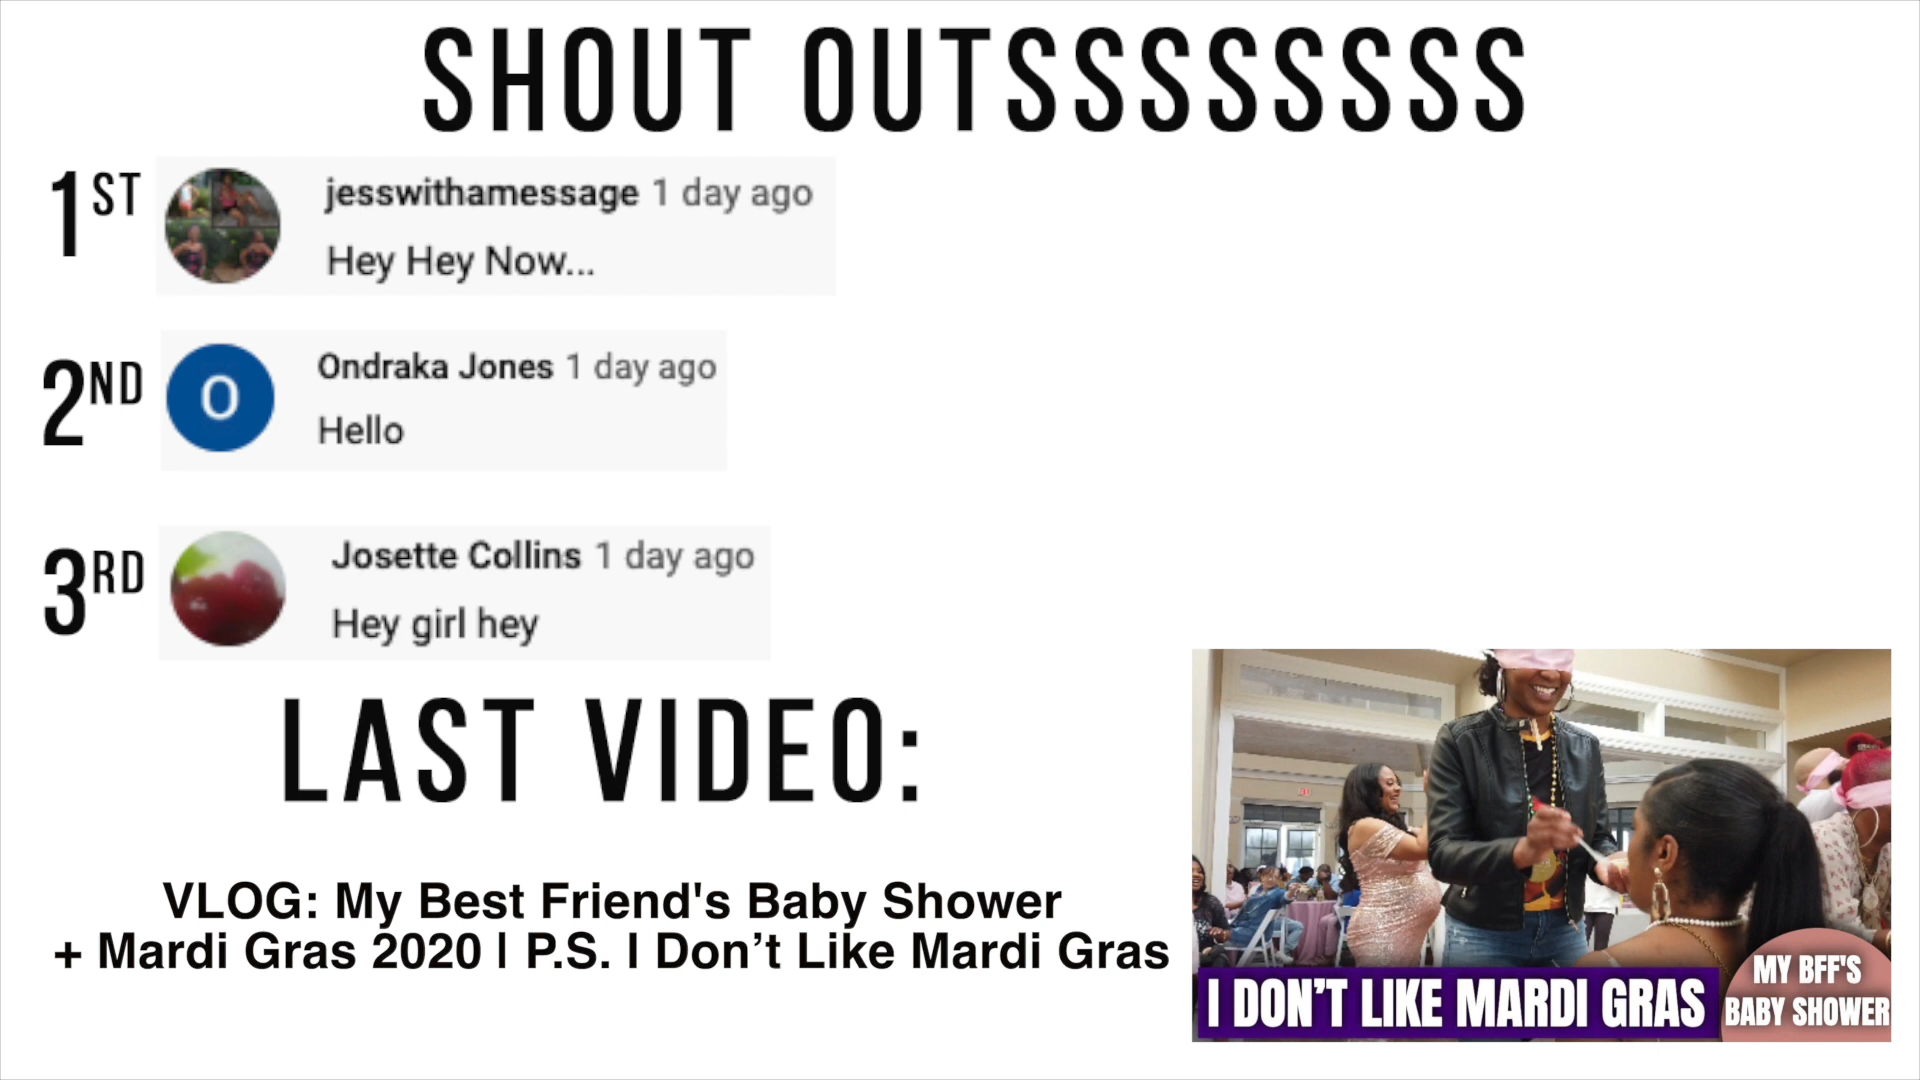 SHOUT OUTSSSSSSSS
1ST
jesswithamessage 1 day ago
Hey Hey Now...
2ND
O
Ondraka Jones 1 day ago
Hello
3RD
Josette Collins 1 day ago
Hey girl hey
LAST VIDEO:
VLOG: My Best Friend's Baby Shower
+ Mardi Gras 2020 | P.S. I Don’t Like Mardi Gras
I DON'T LIKE MARDI GRAS
MY BFF'S
BABY SHOWER